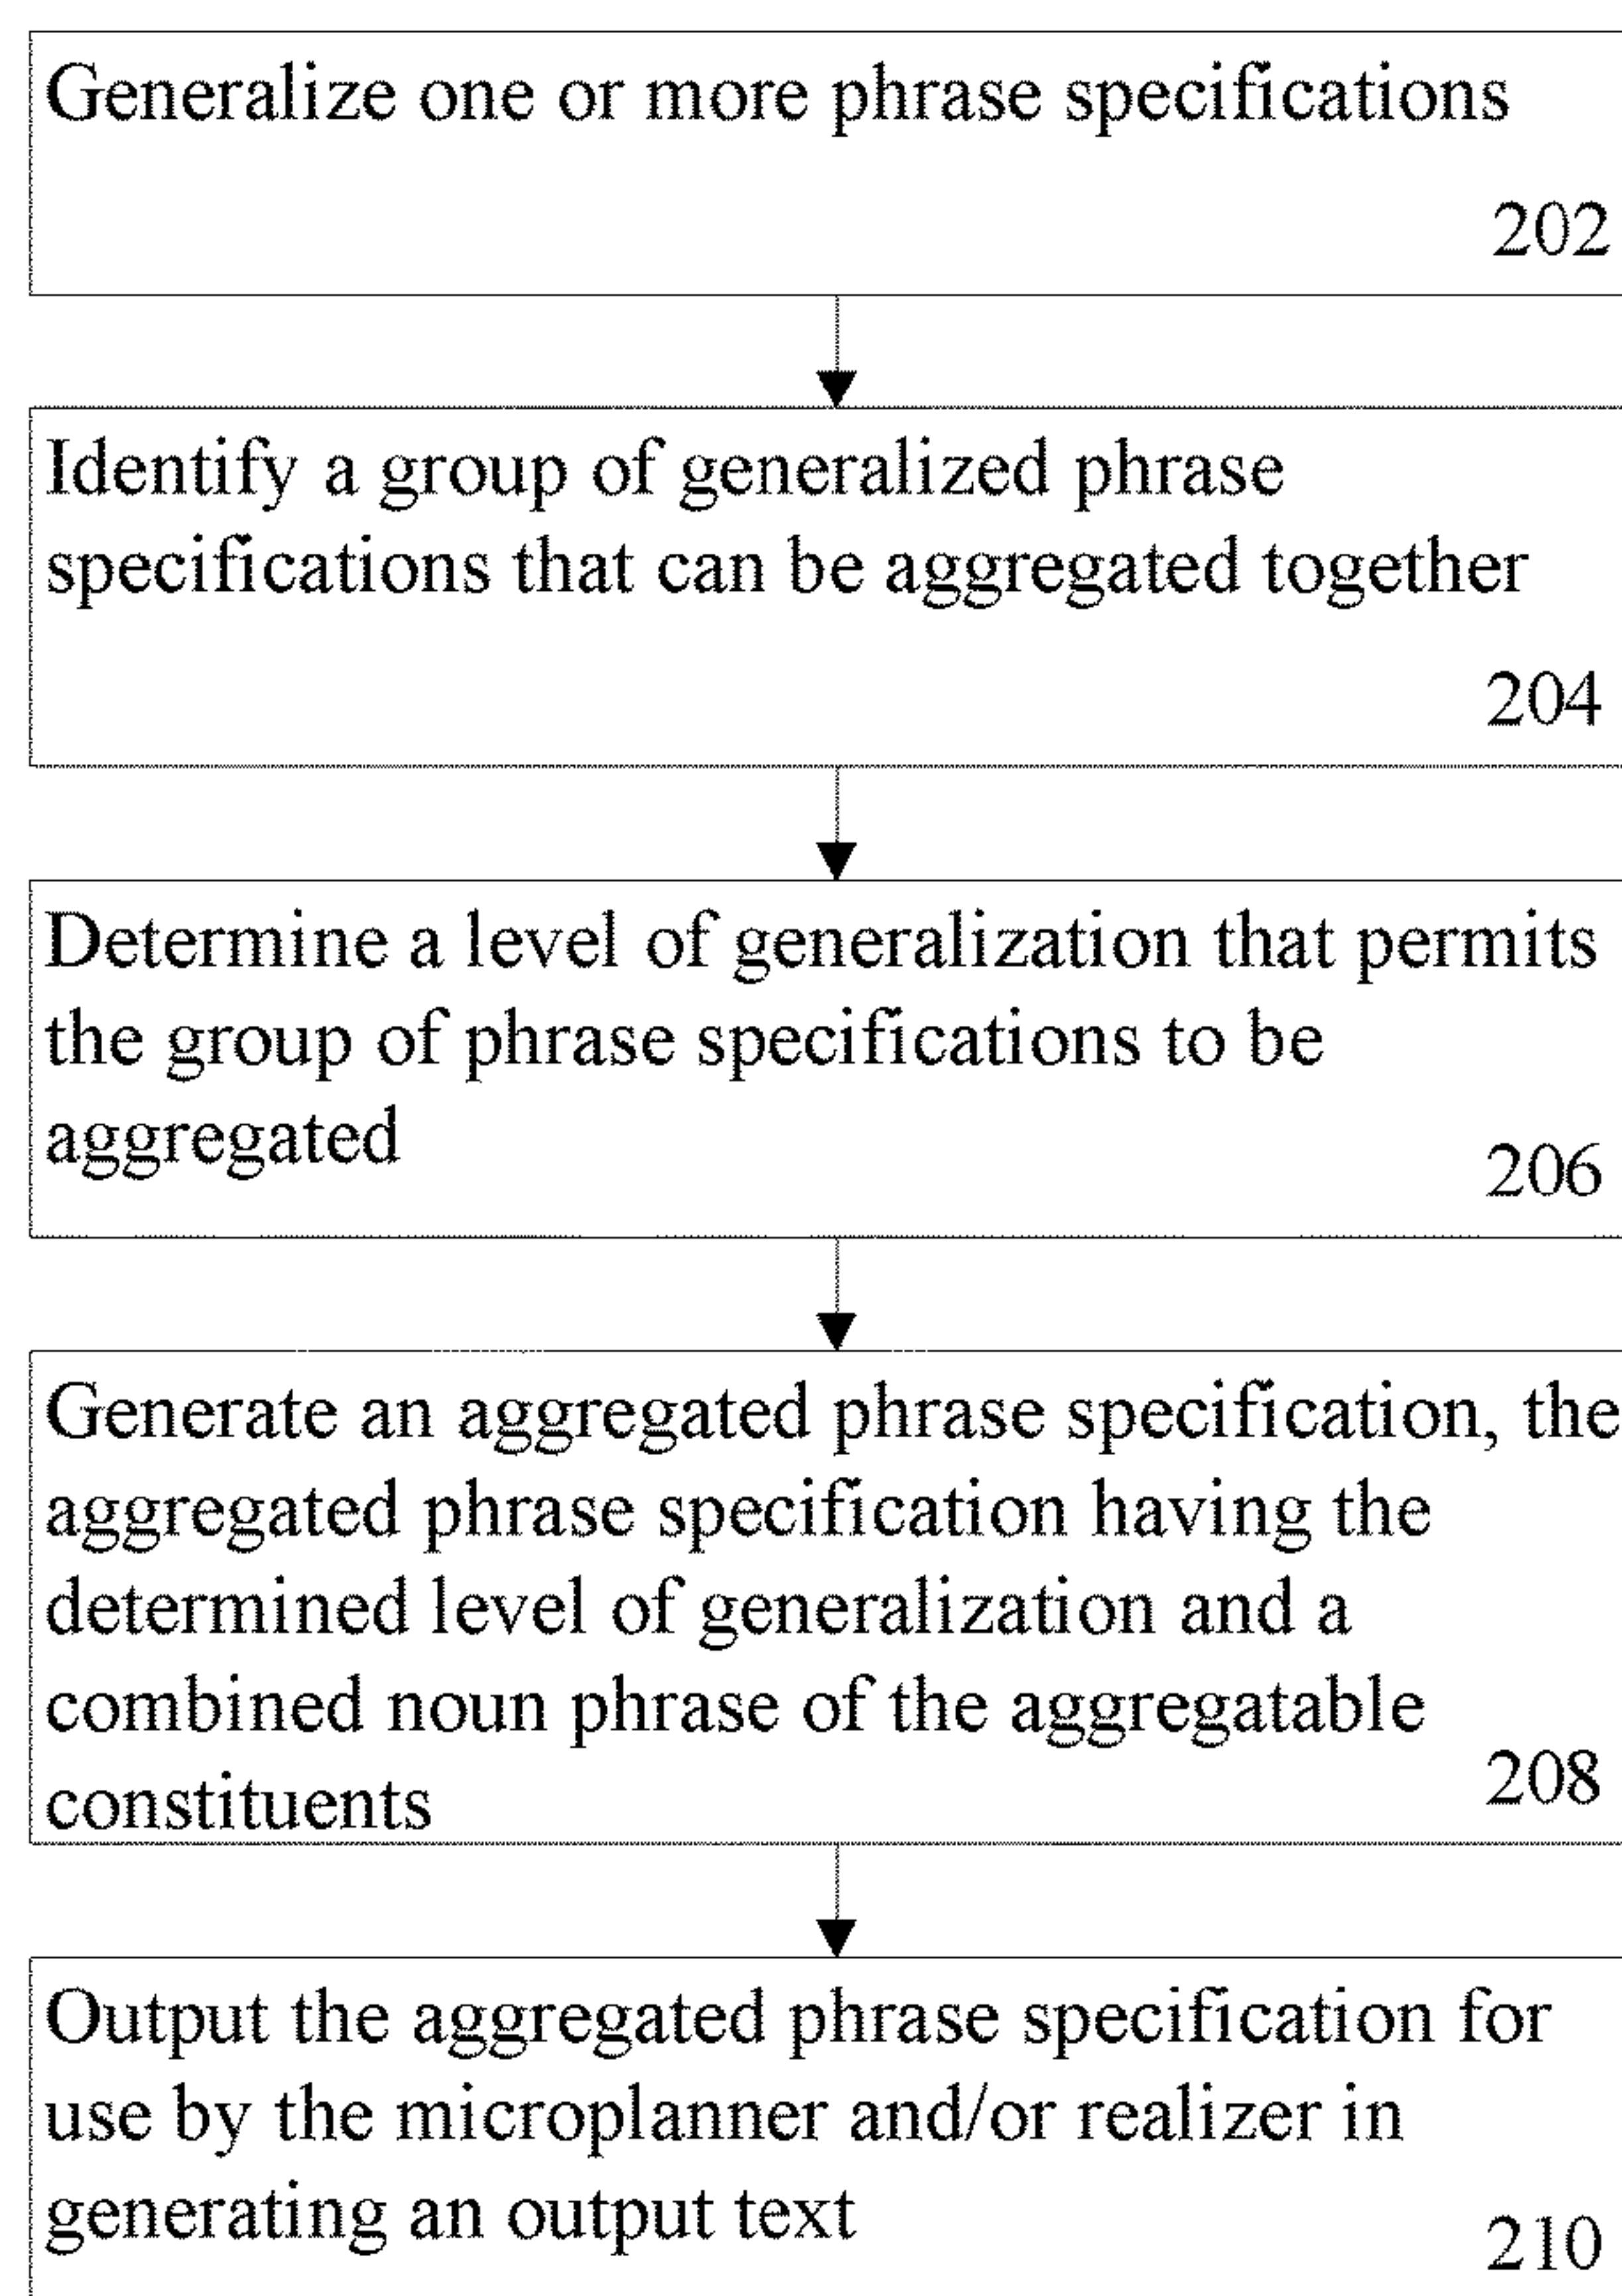 Generalize one or more phrase specifications
202
Identify a group of generalized phrase
specifications that can be aggregated together
204
Determine a level of generalization that permits
the group of phrase specifications to be
aggregated
206
Generate an aggregated phrase specification, the
aggregated phrase specification having the
determined level of generalization and a
combined noun phrase of the aggregatable
constituents
208
Output the aggregated phrase specification for
use by the microplanner and/or realizer in
generating an output text
210